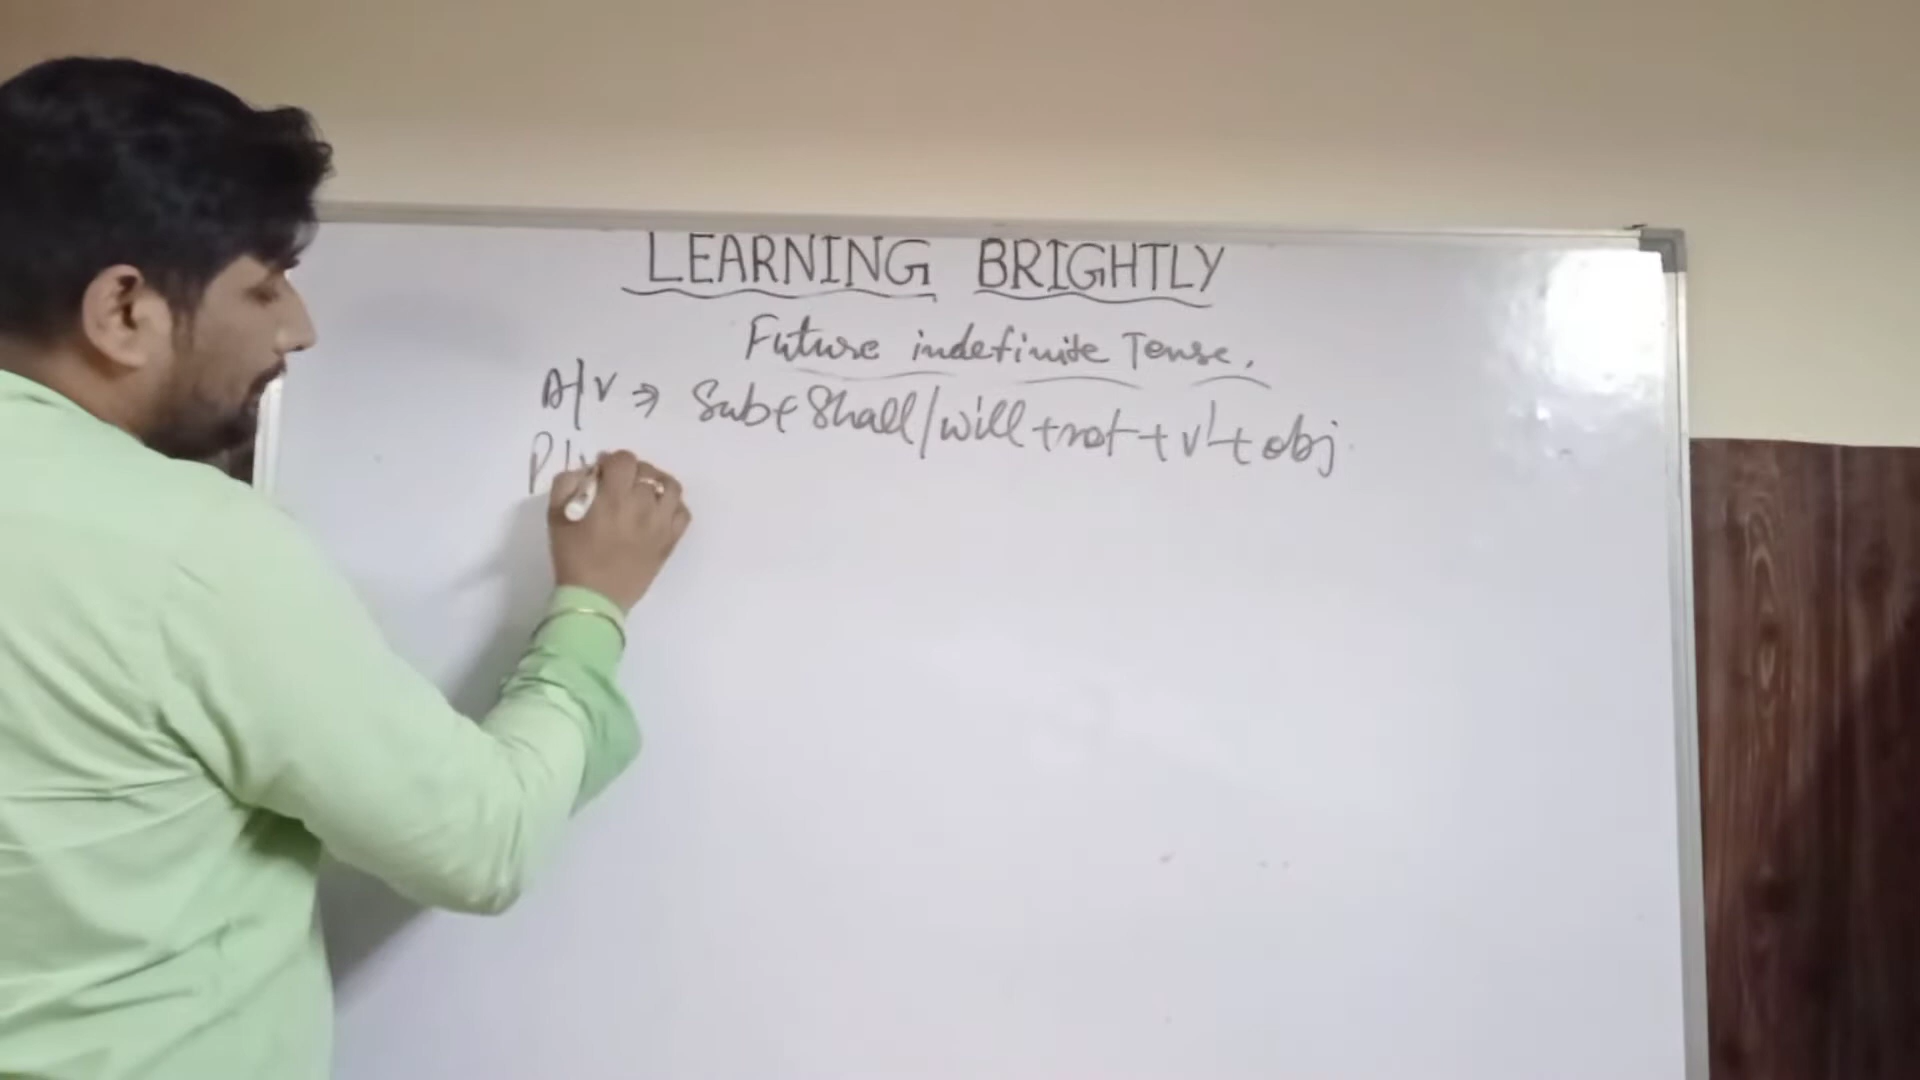 LEARNING BRIGHTLY
Future indefinite Tense.
A/V ⇒ Sub+Shall/will+not+V¹+obj.
P/V